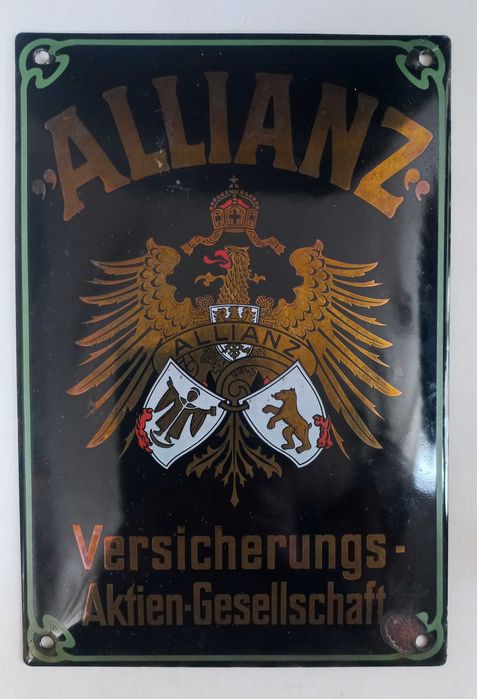 „ALLIANZ“
ALLIANZ
Versicherungs-
Aktien-Gesellschaft